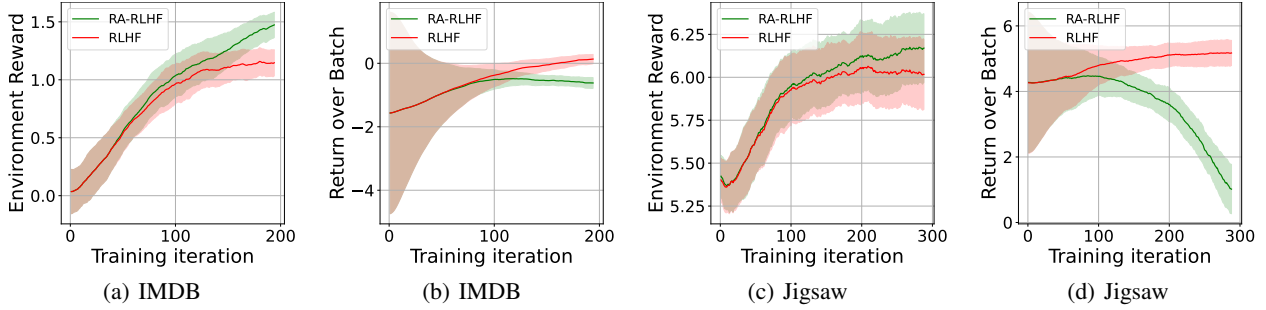 Environment Reward
1.5
1.0
0.5
0.0
RA-RLHF
RLHF
0
100
200
Training iteration
(a) IMDB
Return over Batch
0
−2
−4
RA-RLHF
RLHF
0
100
200
Training iteration
(b) IMDB
Environment Reward
6.25
6.00
5.75
5.50
5.25
RA-RLHF
RLHF
0
100
200
300
Training iteration
(c) Jigsaw
Return over Batch
6
4
2
0
RA-RLHF
RLHF
0
100
200
300
Training iteration
(d) Jigsaw